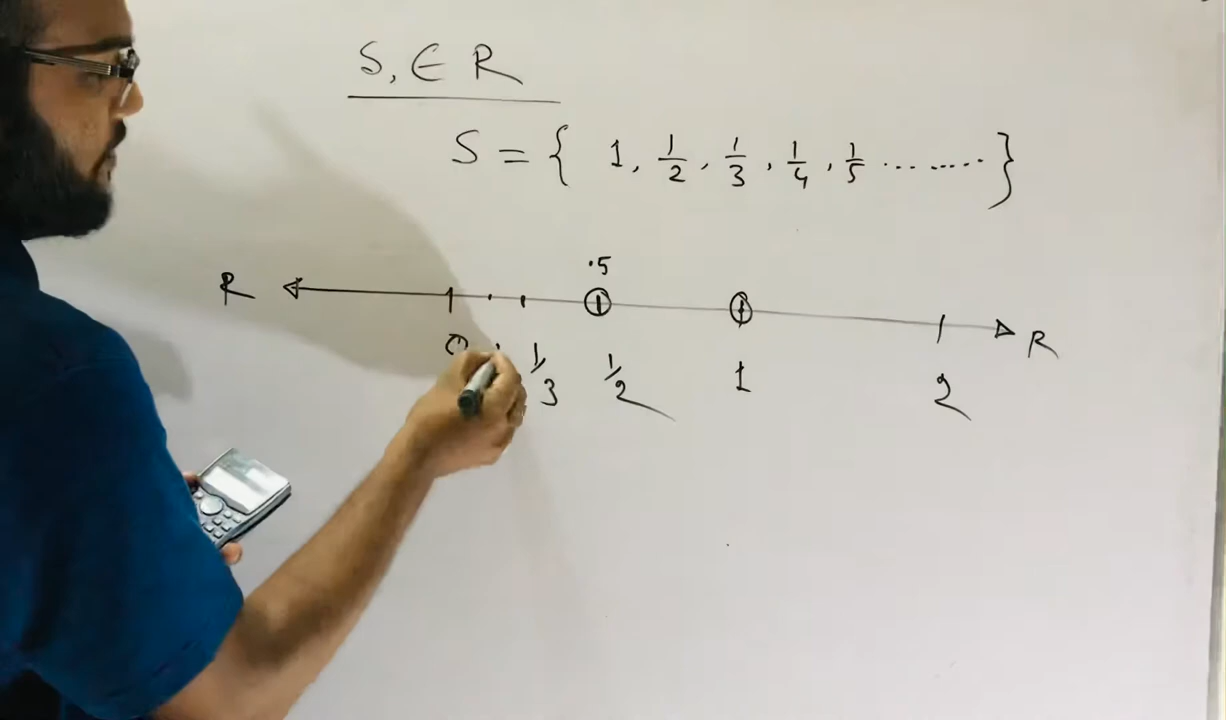 S, ∈ R
S = { 1, 1/2, 1/3, 1/4, 1/5 ......... }
.5
R R
0 1/3 1/2 1 2